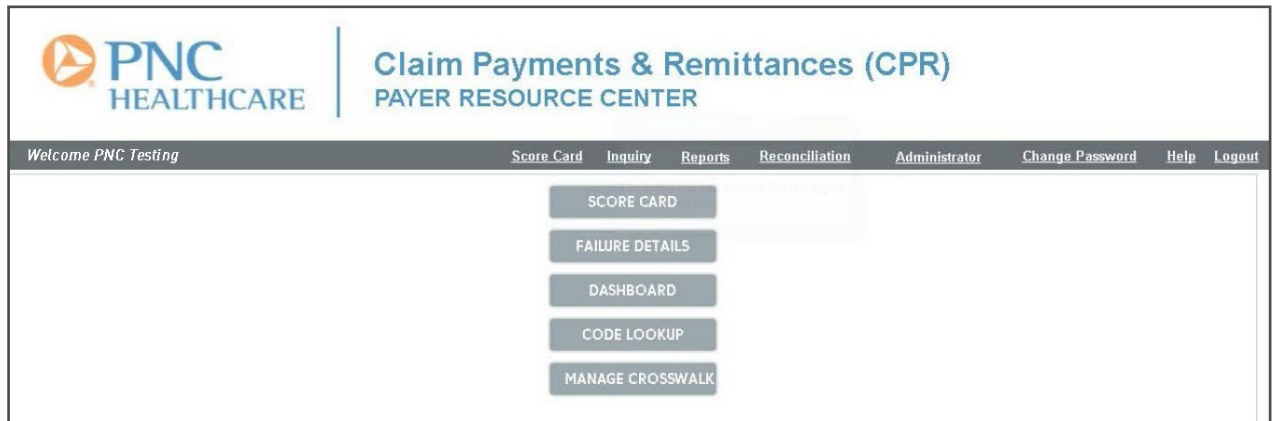 PNC
HEALTHCARE
Claim Payments & Remittances (CPR)
PAYER RESOURCE CENTER
Welcome PNC Testing Score Card Inquiry Reports Reconciliation Administrator Change Password Help Logout
SCORE CARD
FAILURE DETAILS
DASHBOARD
CODE LOOKUP
MANAGE CROSSWALK